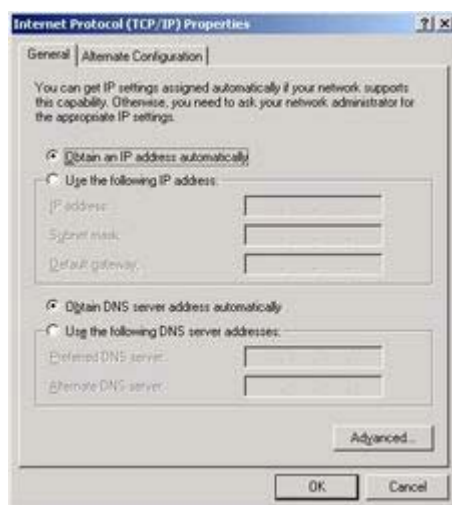 Internet Protocol (TCP/IP) Properties
General
Alternate Configuration
You can get IP settings assigned automatically if your network supports
this capability. Otherwise, you need to ask your network administrator for
the appropriate IP settings.
Obtain an IP address automatically
Use the following IP address:
IP address:
Subnet mask:
Default gateway:
Obtain DNS server address automatically
Use the following DNS server addresses:
Preferred DNS server:
Alternate DNS server:
Advanced...
OK
Cancel